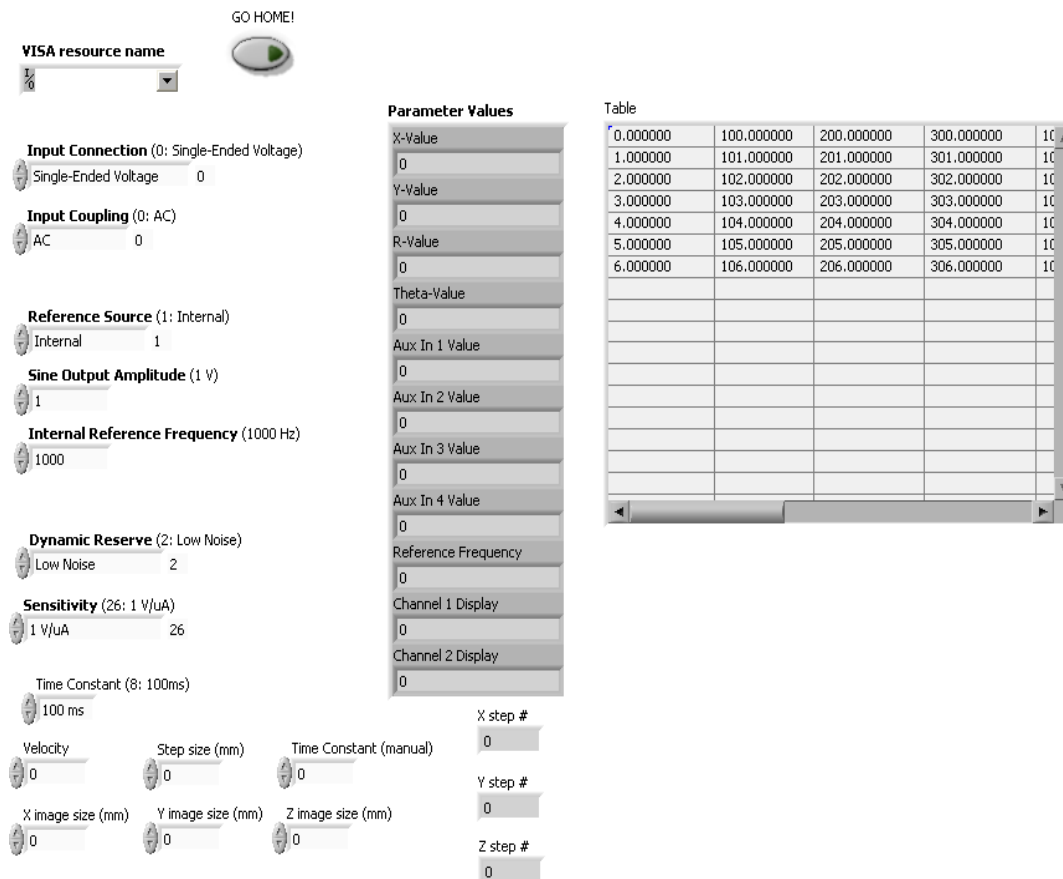 GO HOME!
VISA resource name
I/O
Input Connection (0: Single-Ended Voltage)
Single-Ended Voltage 0
Input Coupling (0: AC)
AC 0
Reference Source (1: Internal)
Internal 1
Sine Output Amplitude (1 V)
1
Internal Reference Frequency (1000 Hz)
1000
Dynamic Reserve (2: Low Noise)
Low Noise 2
Sensitivity (26: 1 V/uA)
1 V/uA 26
Time Constant (8: 100ms)
100 ms
Velocity Step size (mm) Time Constant (manual)
0 0 0
X image size (mm) Y image size (mm) Z image size (mm)
0 0 0
Parameter Values
X-Value
0
Y-Value
0
R-Value
0
Theta-Value
0
Aux In 1 Value
0
Aux In 2 Value
0
Aux In 3 Value
0
Aux In 4 Value
0
Reference Frequency
0
Channel 1 Display
0
Channel 2 Display
0
X step #
0
Y step #
0
Z step #
0
Table
0.000000 100.000000 200.000000 300.000000 10
1.000000 101.000000 201.000000 301.000000 10
2.000000 102.000000 202.000000 302.000000 10
3.000000 103.000000 203.000000 303.000000 10
4.000000 104.000000 204.000000 304.000000 10
5.000000 105.000000 205.000000 305.000000 10
6.000000 106.000000 206.000000 306.000000 10